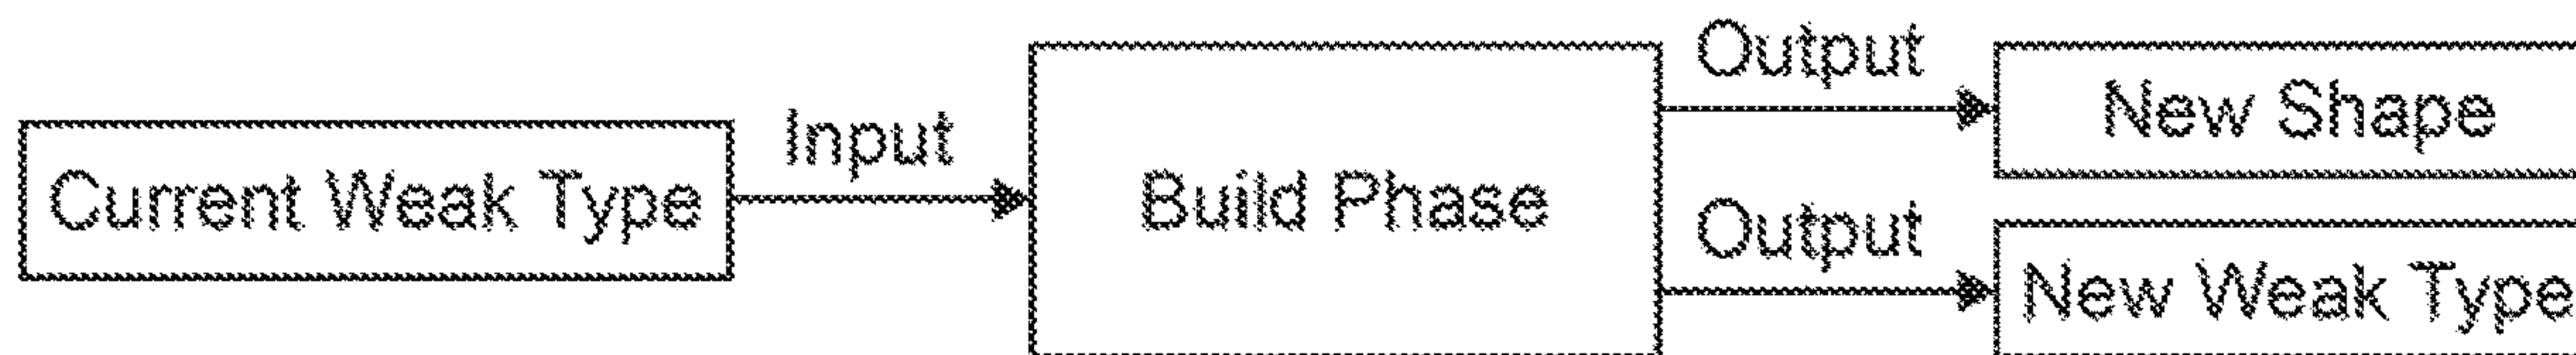 Current Weak Type
Input
Build Phase
Output
New Shape
Output
New Weak Type